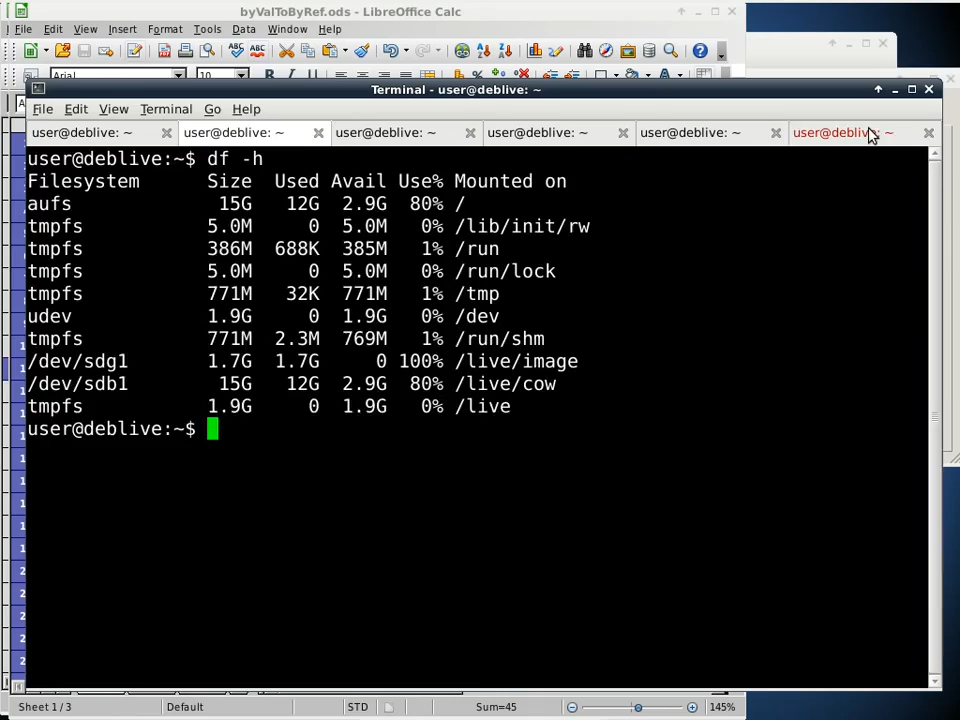 byValToByRef.ods - LibreOffice Calc
File Edit View Insert Format Tools Data Window Help
Arial 10
Terminal - user@deblive: ~
File Edit View Terminal Go Help
user@deblive: ~ user@deblive: ~ user@deblive: ~ user@deblive: ~ user@deblive: ~ user@deblive: ~
user@deblive:~$ df -h
Filesystem Size Used Avail Use% Mounted on
aufs 15G 12G 2.9G 80% /
tmpfs 5.0M 0 5.0M 0% /lib/init/rw
tmpfs 386M 688K 385M 1% /run
tmpfs 5.0M 0 5.0M 0% /run/lock
tmpfs 771M 32K 771M 1% /tmp
udev 1.9G 0 1.9G 0% /dev
tmpfs 771M 2.3M 769M 1% /run/shm
/dev/sdg1 1.7G 1.7G 0 100% /live/image
/dev/sdb1 15G 12G 2.9G 80% /live/cow
tmpfs 1.9G 0 1.9G 0% /live
user@deblive:~$
Sheet 1 / 3 Default STD Sum=45 145%